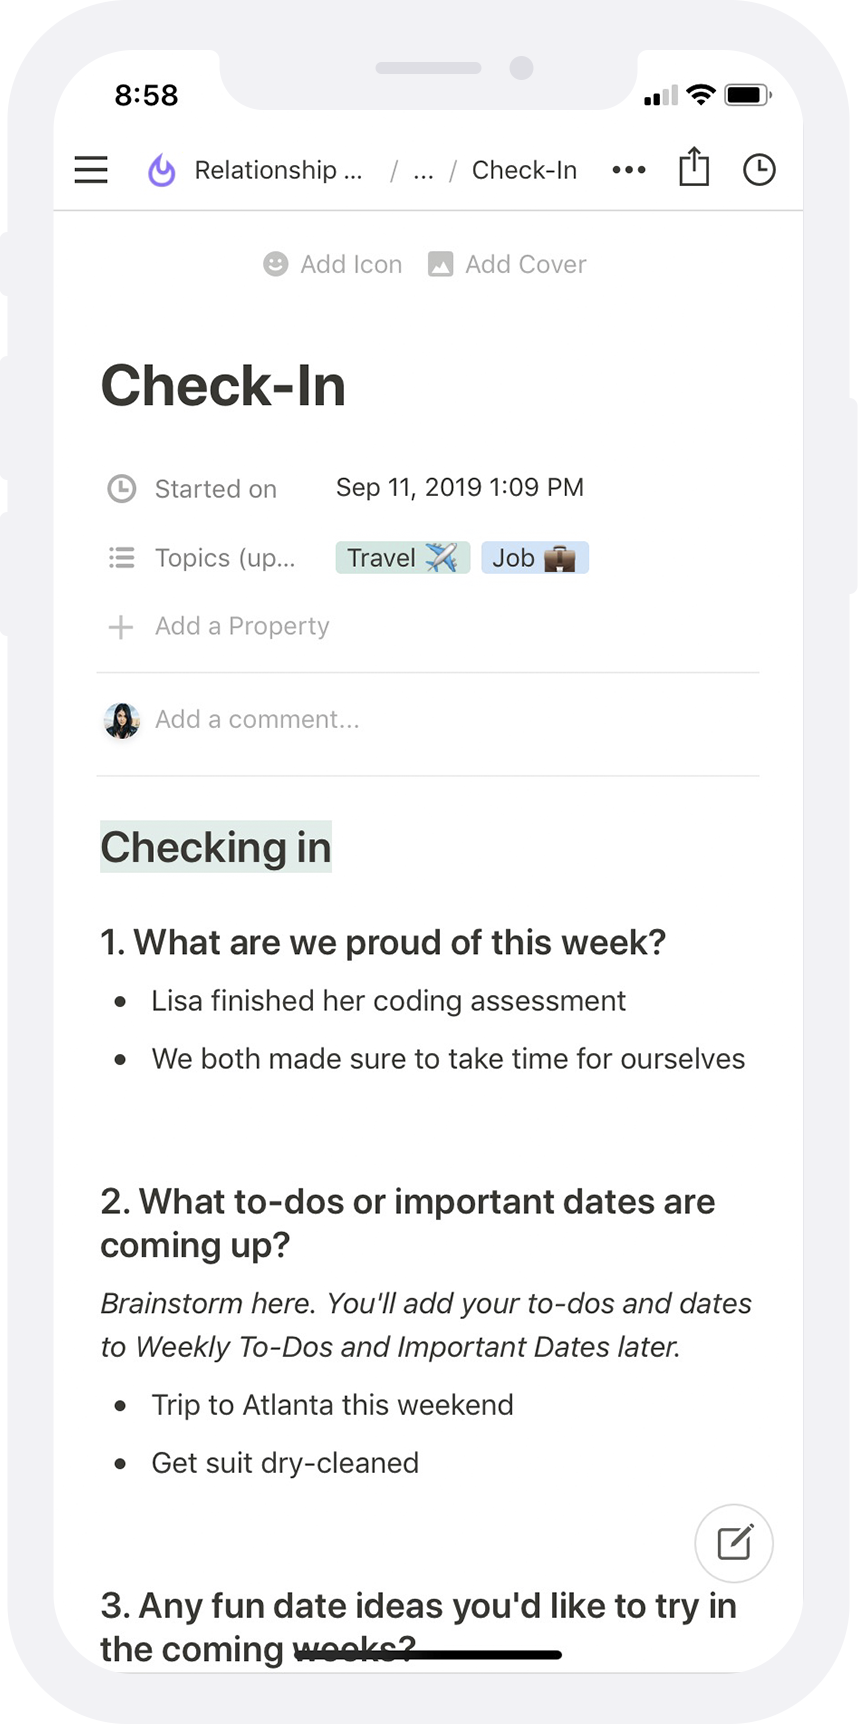 8:58
Relationship ... / ... / Check-In •••
Add Icon Add Cover
Check-In
Started on Sep 11, 2019 1:09 PM
Topics (up... Travel ✈️ Job 💼
Add a Property
Add a comment...
Checking in
1. What are we proud of this week?
• Lisa finished her coding assessment
• We both made sure to take time for ourselves
2. What to-dos or important dates are
coming up?
Brainstorm here. You'll add your to-dos and dates
to Weekly To-Dos and Important Dates later.
• Trip to Atlanta this weekend
• Get suit dry-cleaned
3. Any fun date ideas you'd like to try in
the coming weeks?